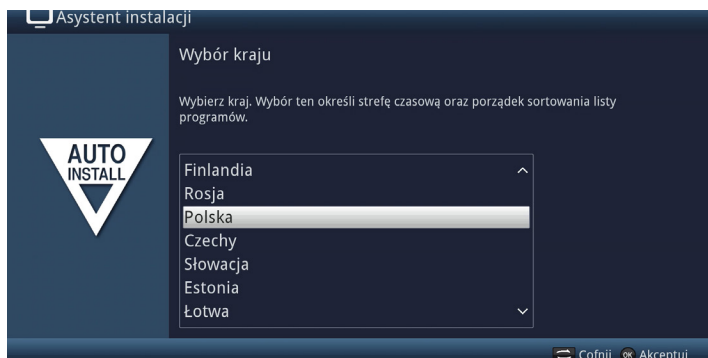 Asystent instalacji
Wybór kraju
Wybierz kraj. Wybór ten określi strefę czasową oraz porządek sortowania listy
programów.
AUTO
INSTALL
Finlandia
Rosja
Polska
Czechy
Słowacja
Estonia
Łotwa
Cofnij OK Akceptuj